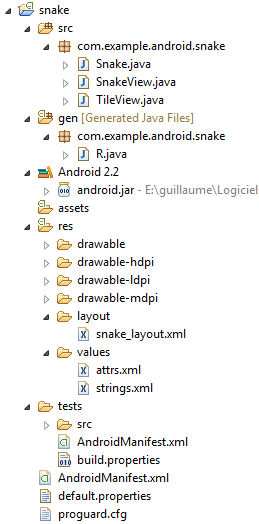 snake
src
com.example.android.snake
Snake.java
SnakeView.java
TileView.java
gen [Generated Java Files]
com.example.android.snake
R.java
Android 2.2
android.jar - E:\guillaume\Logiciel
assets
res
drawable
drawable-hdpi
drawable-ldpi
drawable-mdpi
layout
snake_layout.xml
values
attrs.xml
strings.xml
tests
src
AndroidManifest.xml
build.properties
AndroidManifest.xml
default.properties
proguard.cfg